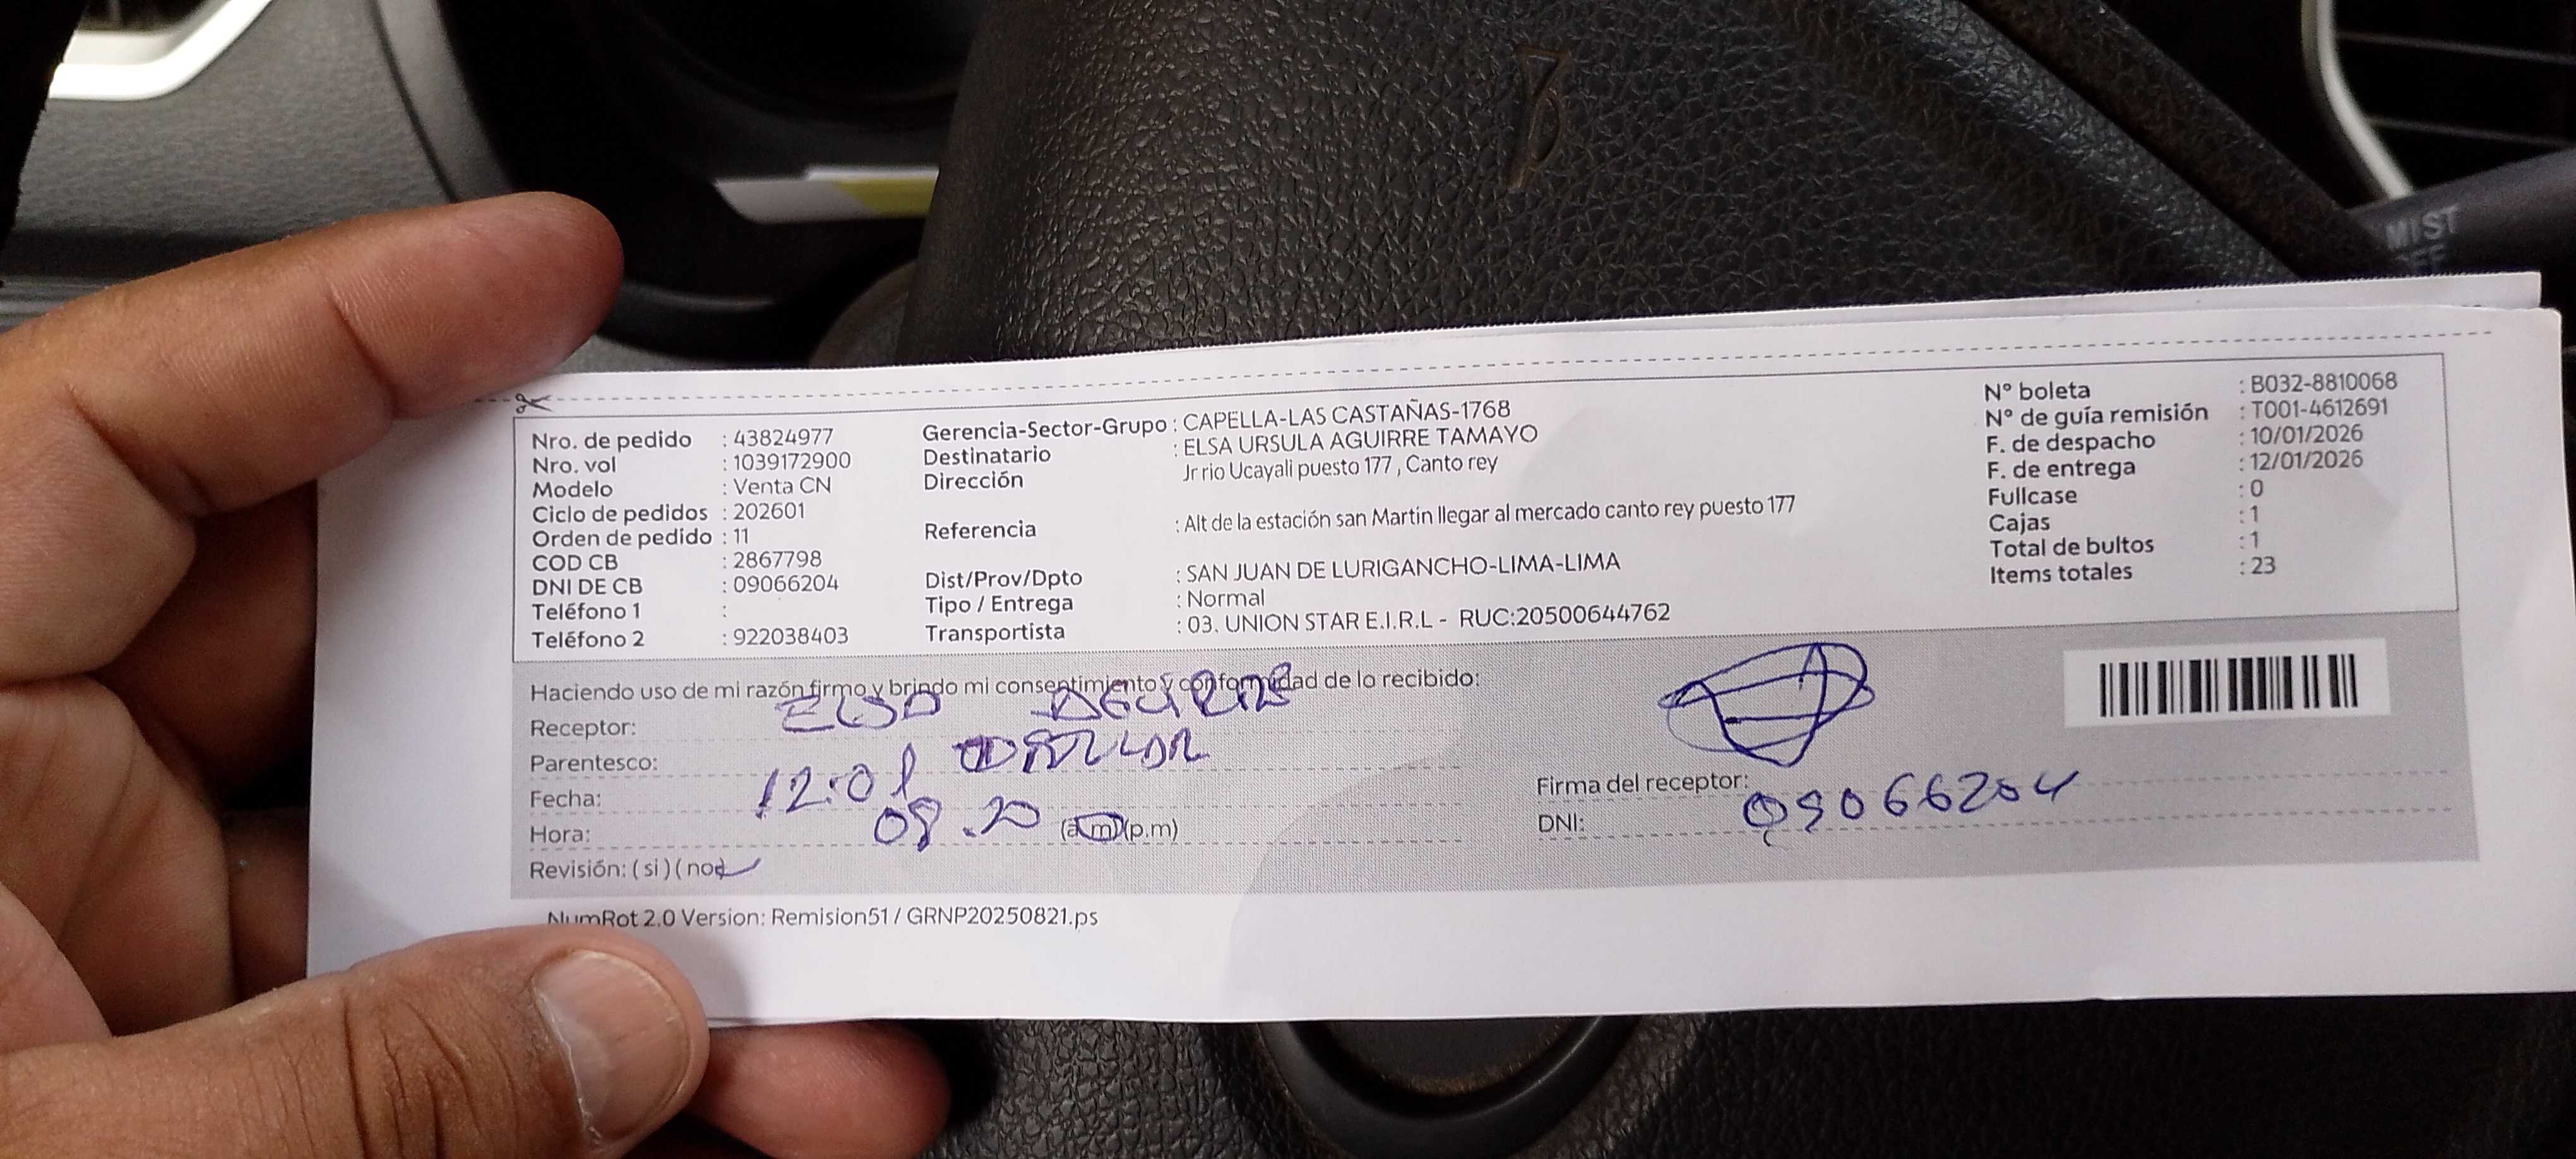 MIST
Nro. de pedido : 43824977
Nro. vol : 1039172900
Modelo : Venta CN
Ciclo de pedidos : 202601
Orden de pedido : 11
COD CB : 2867798
DNI DE CB : 09066204
Teléfono 1 :
Teléfono 2 : 922038403
Gerencia-Sector-Grupo : CAPELLA-LAS CASTAÑAS-1768
Destinatario : ELSA URSULA AGUIRRE TAMAYO
Dirección Jr rio Ucayali puesto 177 , Canto rey
Referencia : Alt de la estación san Martin llegar al mercado canto rey puesto 177
Dist/Prov/Dpto : SAN JUAN DE LURIGANCHO-LIMA-LIMA
Tipo / Entrega : Normal
Transportista : 03. UNION STAR E.I.R.L - RUC:20500644762
N° boleta : B032-8810068
N° de guía remisión : T001-4612691
F. de despacho : 10/01/2026
F. de entrega : 12/01/2026
Fullcase : 0
Cajas : 1
Total de bultos : 1
Items totales : 23
Haciendo uso de mi razón firmo y brindo mi consentimiento y conformidad de lo recibido:
Receptor: ELSA AGUIRRE
Parentesco: TITULAR
Fecha: 12:01
Hora: 08.20 (a.m)(p.m)
Revisión: ( si ) ( no )
Firma del receptor:
DNI: 09066204
NumRot 2.0 Version: Remision51 / GRNP20250821.ps